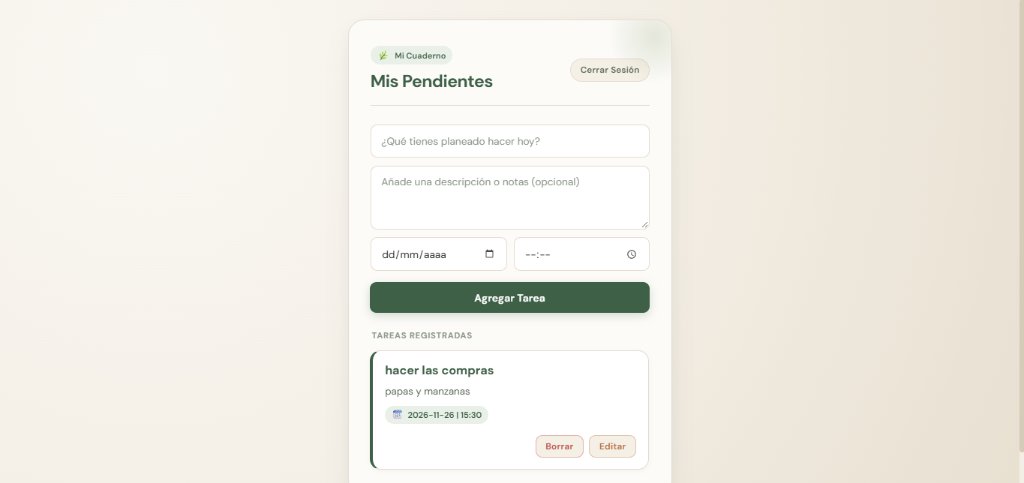 Mi Cuaderno
Mis Pendientes
Cerrar Sesión
¿Qué tienes planeado hacer hoy?
Añade una descripción o notas (opcional)
dd/mm/aaaa
--:--
Agregar Tarea
TAREAS REGISTRADAS
hacer las compras
papas y manzanas
2026-11-26 | 15:30
Borrar
Editar